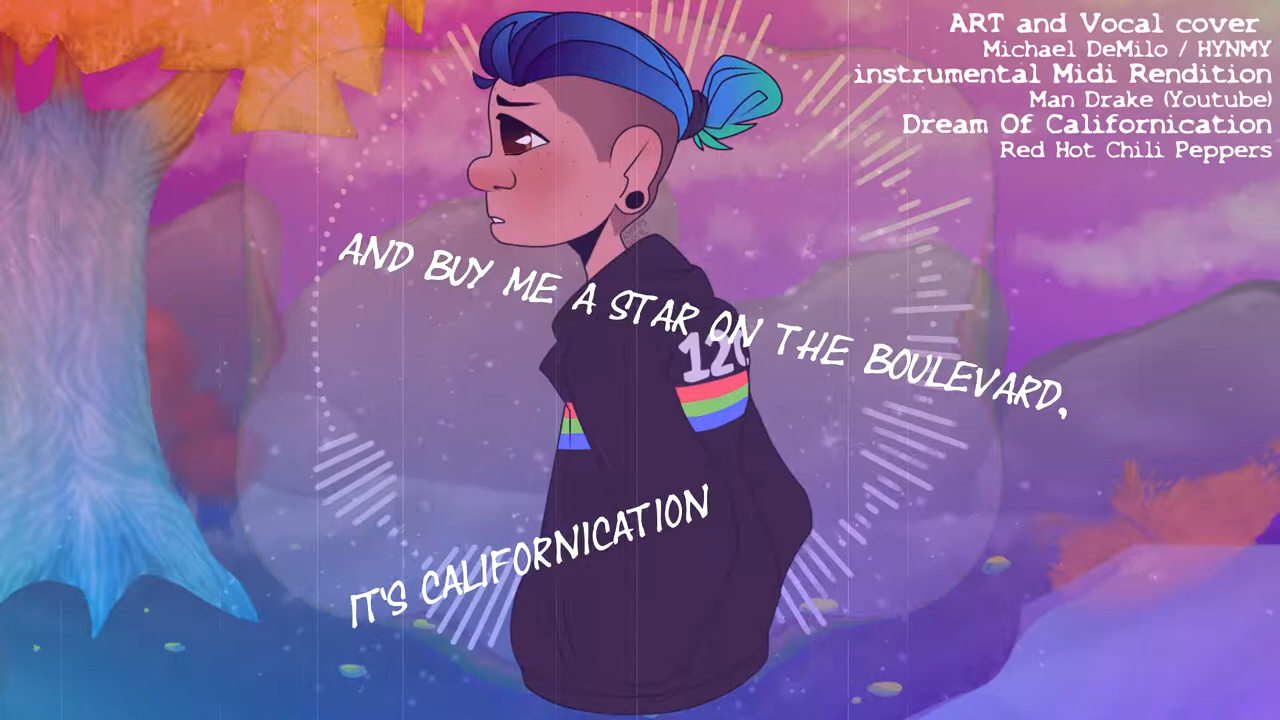 ART and Vocal cover
Michael DeMilo / HYNMY
instrumental Midi Rendition
Man Drake (Youtube)
Dream Of Californication
Red Hot Chili Peppers
AND BUY ME A STAR ON THE BOULEVARD,
120
IT'S CALIFORNICATION